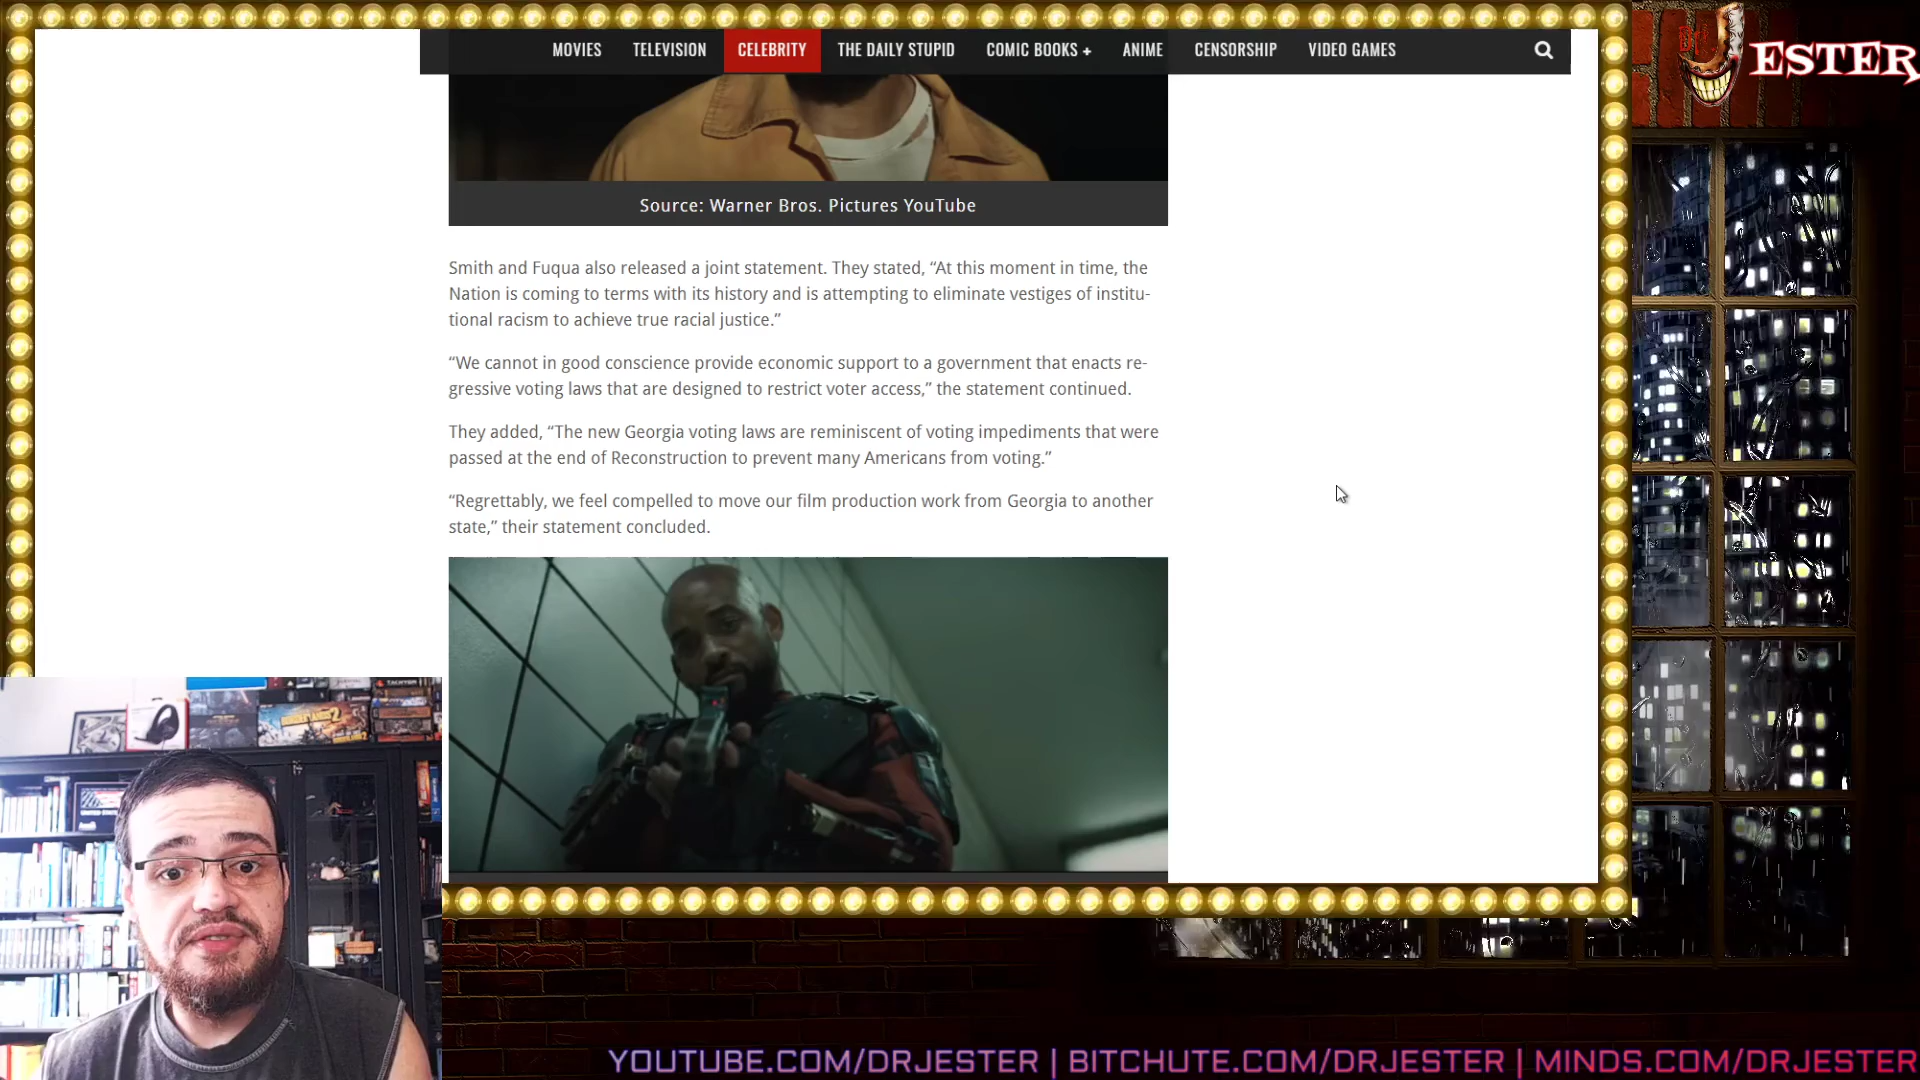 MOVIES TELEVISION CELEBRITY THE DAILY STUPID COMIC BOOKS + ANIME CENSORSHIP VIDEO GAMES
JESTER
Source: Warner Bros. Pictures YouTube
Smith and Fuqua also released a joint statement. They stated, “At this moment in time, the
Nation is coming to terms with its history and is attempting to eliminate vestiges of institu-
tional racism to achieve true racial justice.”
“We cannot in good conscience provide economic support to a government that enacts re-
gressive voting laws that are designed to restrict voter access,” the statement continued.
They added, “The new Georgia voting laws are reminiscent of voting impediments that were
passed at the end of Reconstruction to prevent many Americans from voting.”
“Regrettably, we feel compelled to move our film production work from Georgia to another
state,” their statement concluded.
BORDERLANDS 2
YOUTUBE.COM/DRJESTER | BITCHUTE.COM/DRJESTER | MINDS.COM/DRJESTER